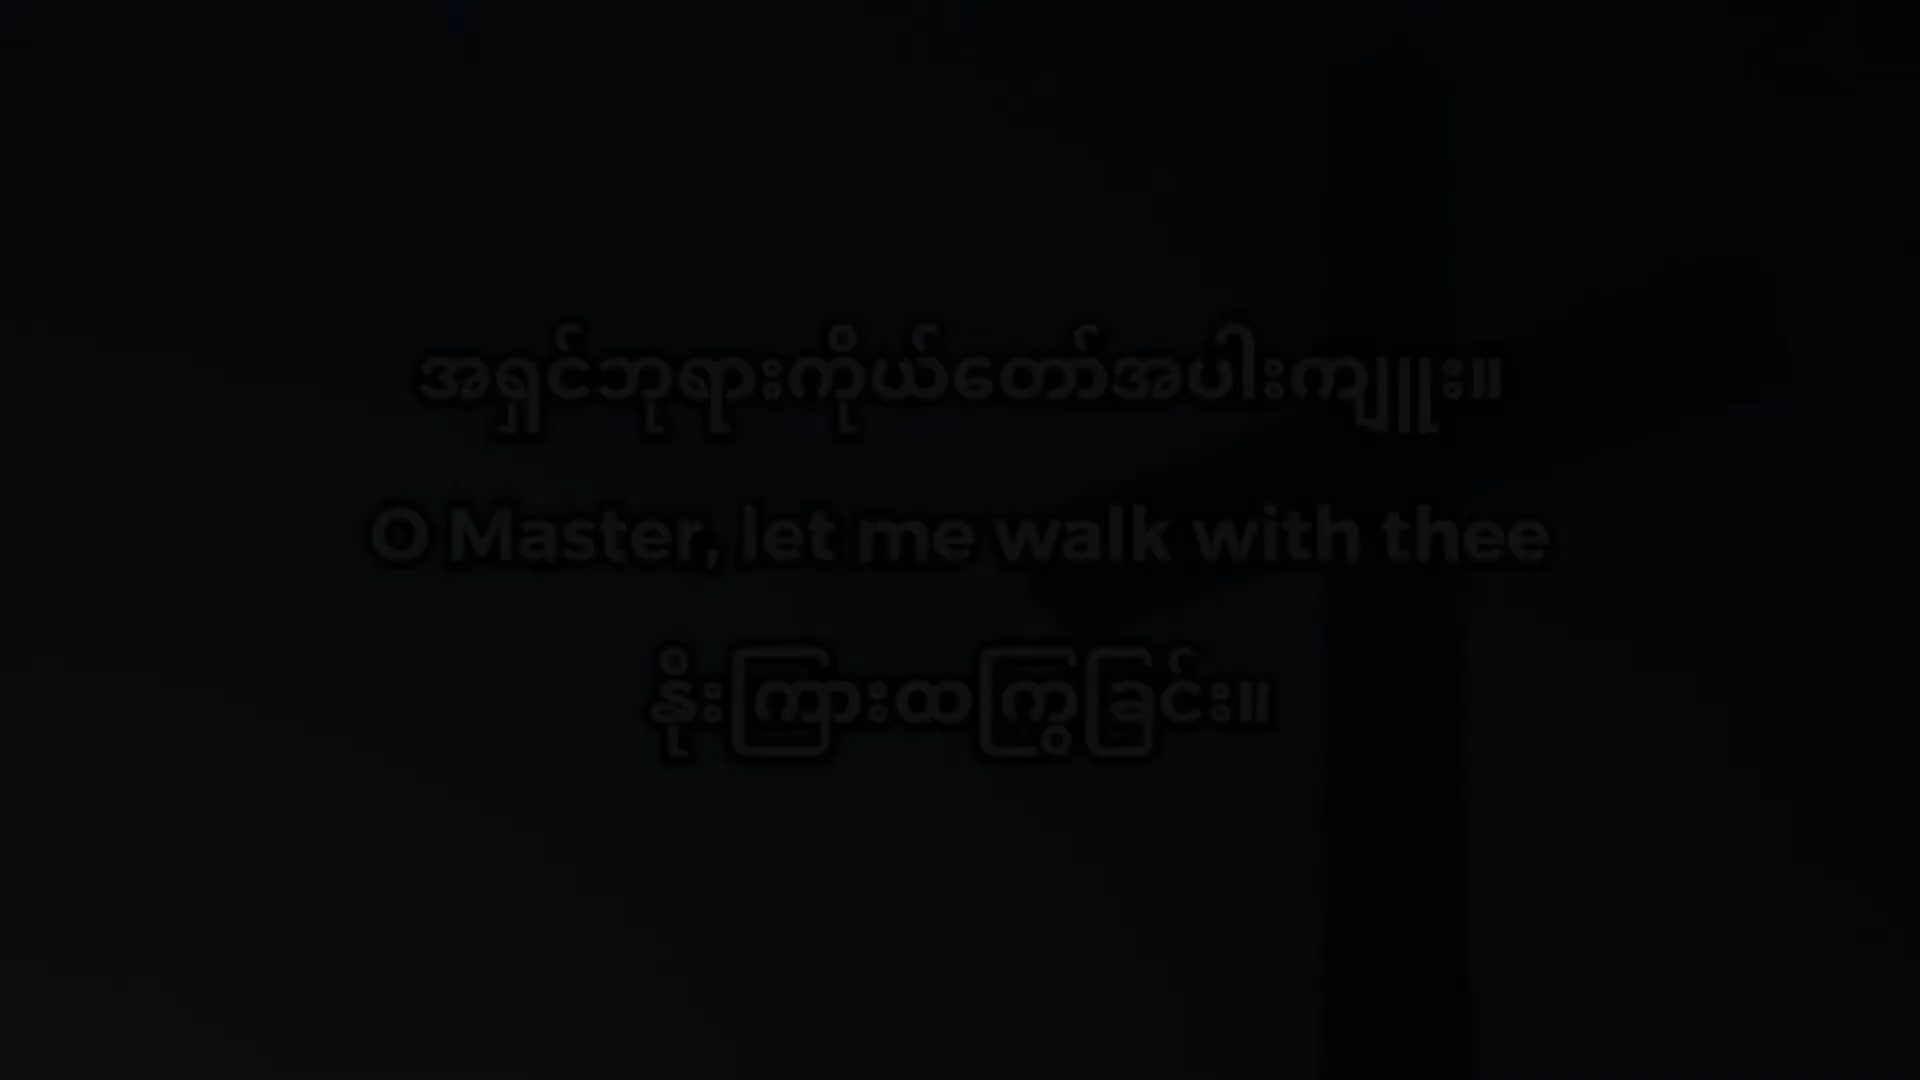 အရှင်ဘုရားကိုယ်တော်အပါးကျူး။
O Master, let me walk with thee
နှိုးကြားထကြွခြင်း။